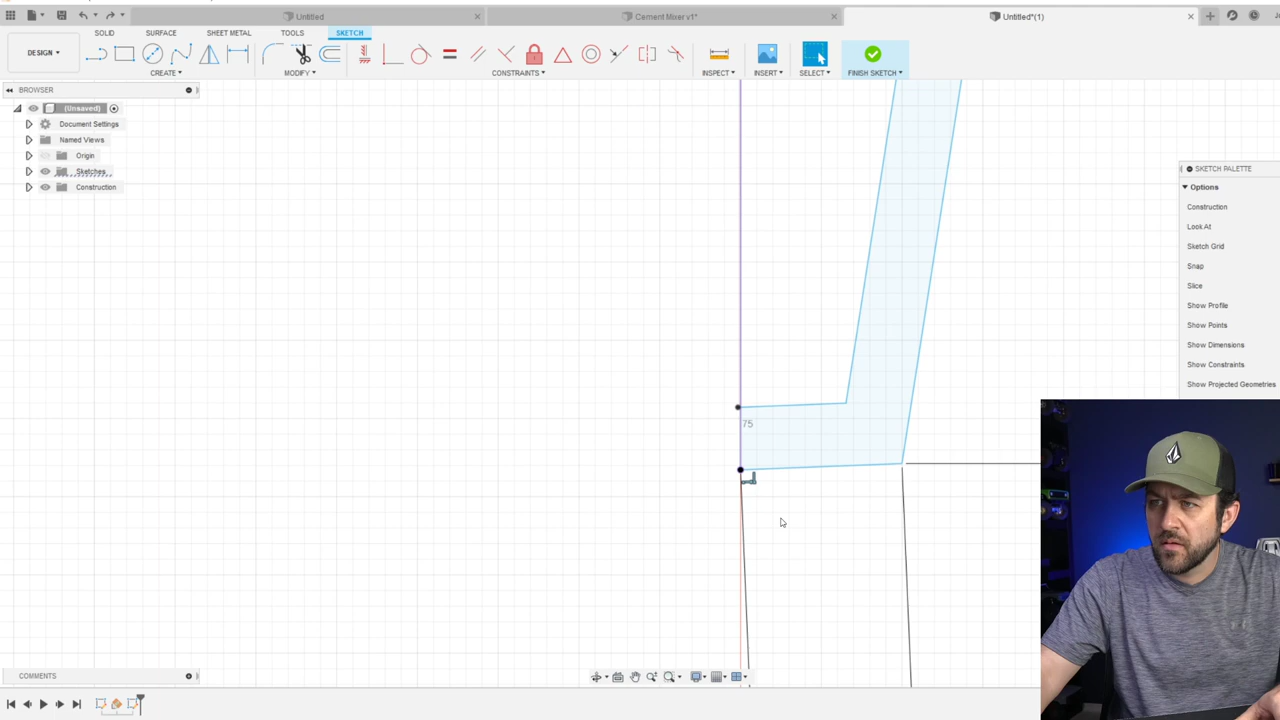 Untitled
Cement Mixer v1*
Untitled*(1)
SOLID SURFACE SHEET METAL TOOLS SKETCH
DESIGN
CREATE MODIFY CONSTRAINTS INSPECT INSERT SELECT FINISH SKETCH
BROWSER
(Unsaved)
Document Settings
Named Views
Origin
Sketches
Construction
75
SKETCH PALETTE
Options
Construction
Look At
Sketch Grid
Snap
Slice
Show Profile
Show Points
Show Dimensions
Show Constraints
Show Projected Geometries
COMMENTS